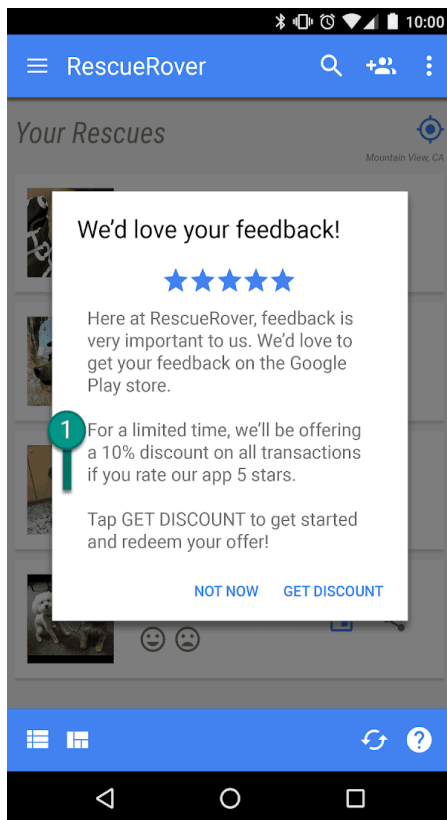 10:00
RescueRover
Your Rescues
Mountain View, CA
We’d love your feedback!
Here at RescueRover, feedback is
very important to us. We’d love to
get your feedback on the Google
Play store.
1
For a limited time, we’ll be offering
a 10% discount on all transactions
if you rate our app 5 stars.
Tap GET DISCOUNT to get started
and redeem your offer!
NOT NOW GET DISCOUNT